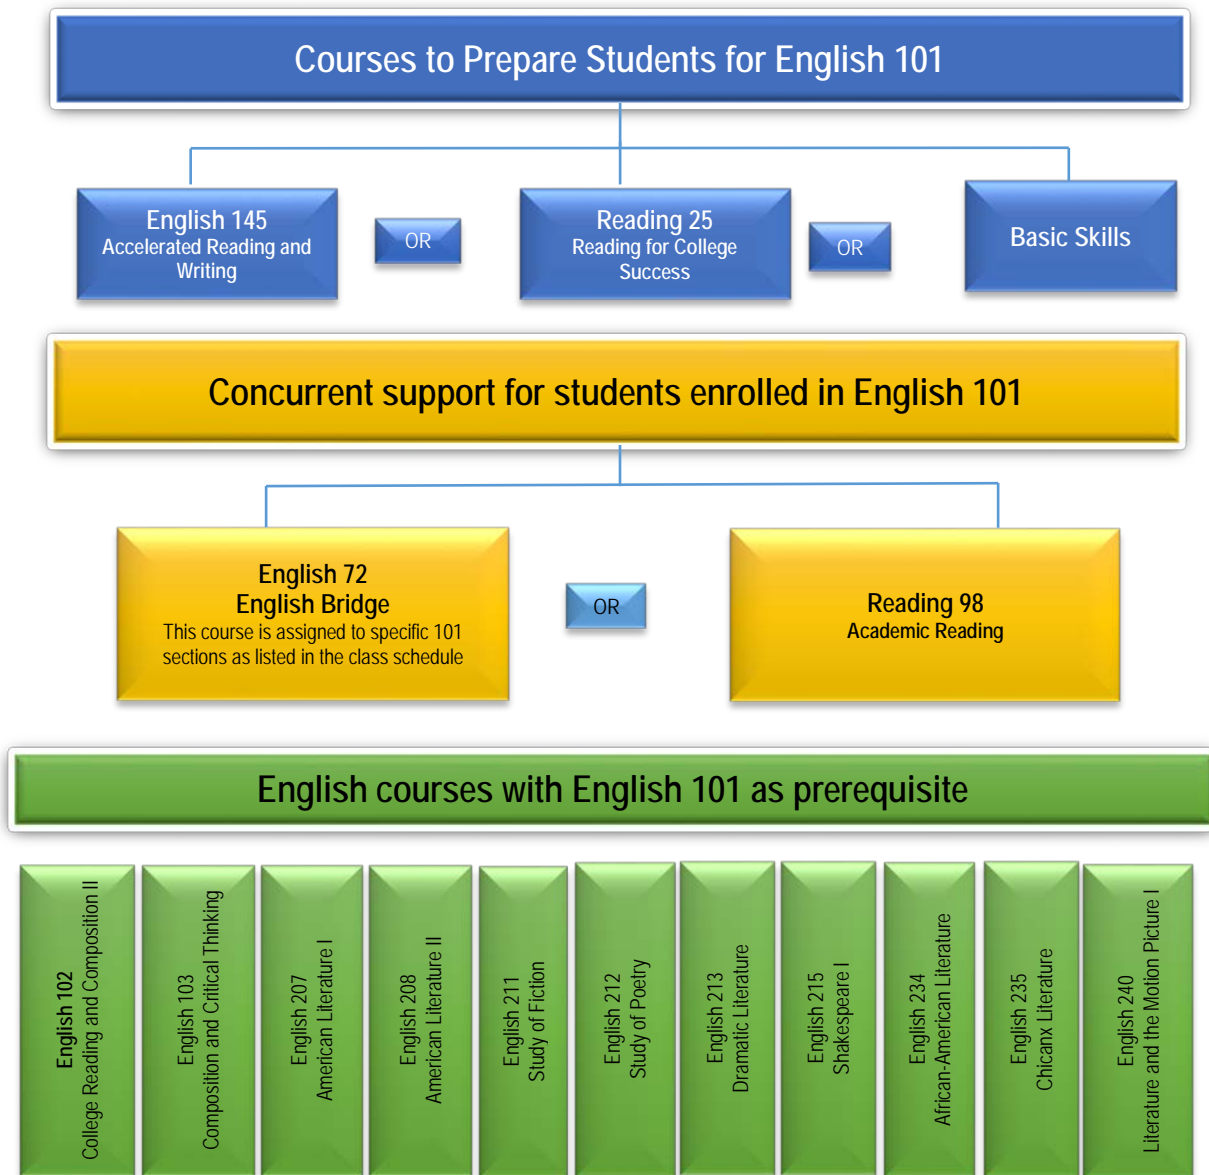 Courses to Prepare Students for English 101
English 145
Accelerated Reading and
Writing
OR
Reading 25
Reading for College
Success
OR
Basic Skills
Concurrent support for students enrolled in English 101
English 72
English Bridge
This course is assigned to specific 101
sections as listed in the class schedule
OR
Reading 98
Academic Reading
English courses with English 101 as prerequisite
English 102
College Reading and Composition II
English 103
Composition and Critical Thinking
English 207
American Literature I
English 208
American Literature II
English 211
Study of Fiction
English 212
Study of Poetry
English 213
Dramatic Literature
English 215
Shakespeare I
English 234
African-American Literature
English 235
Chicanx Literature
English 240
Literature and the Motion Picture I